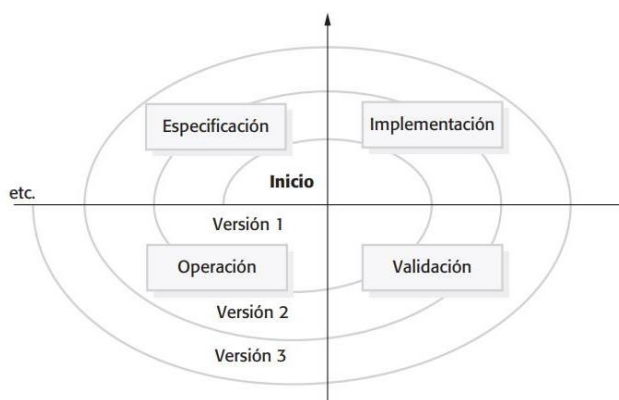 Especificación
Implementación
Inicio
etc.
Versión 1
Operación
Validación
Versión 2
Versión 3